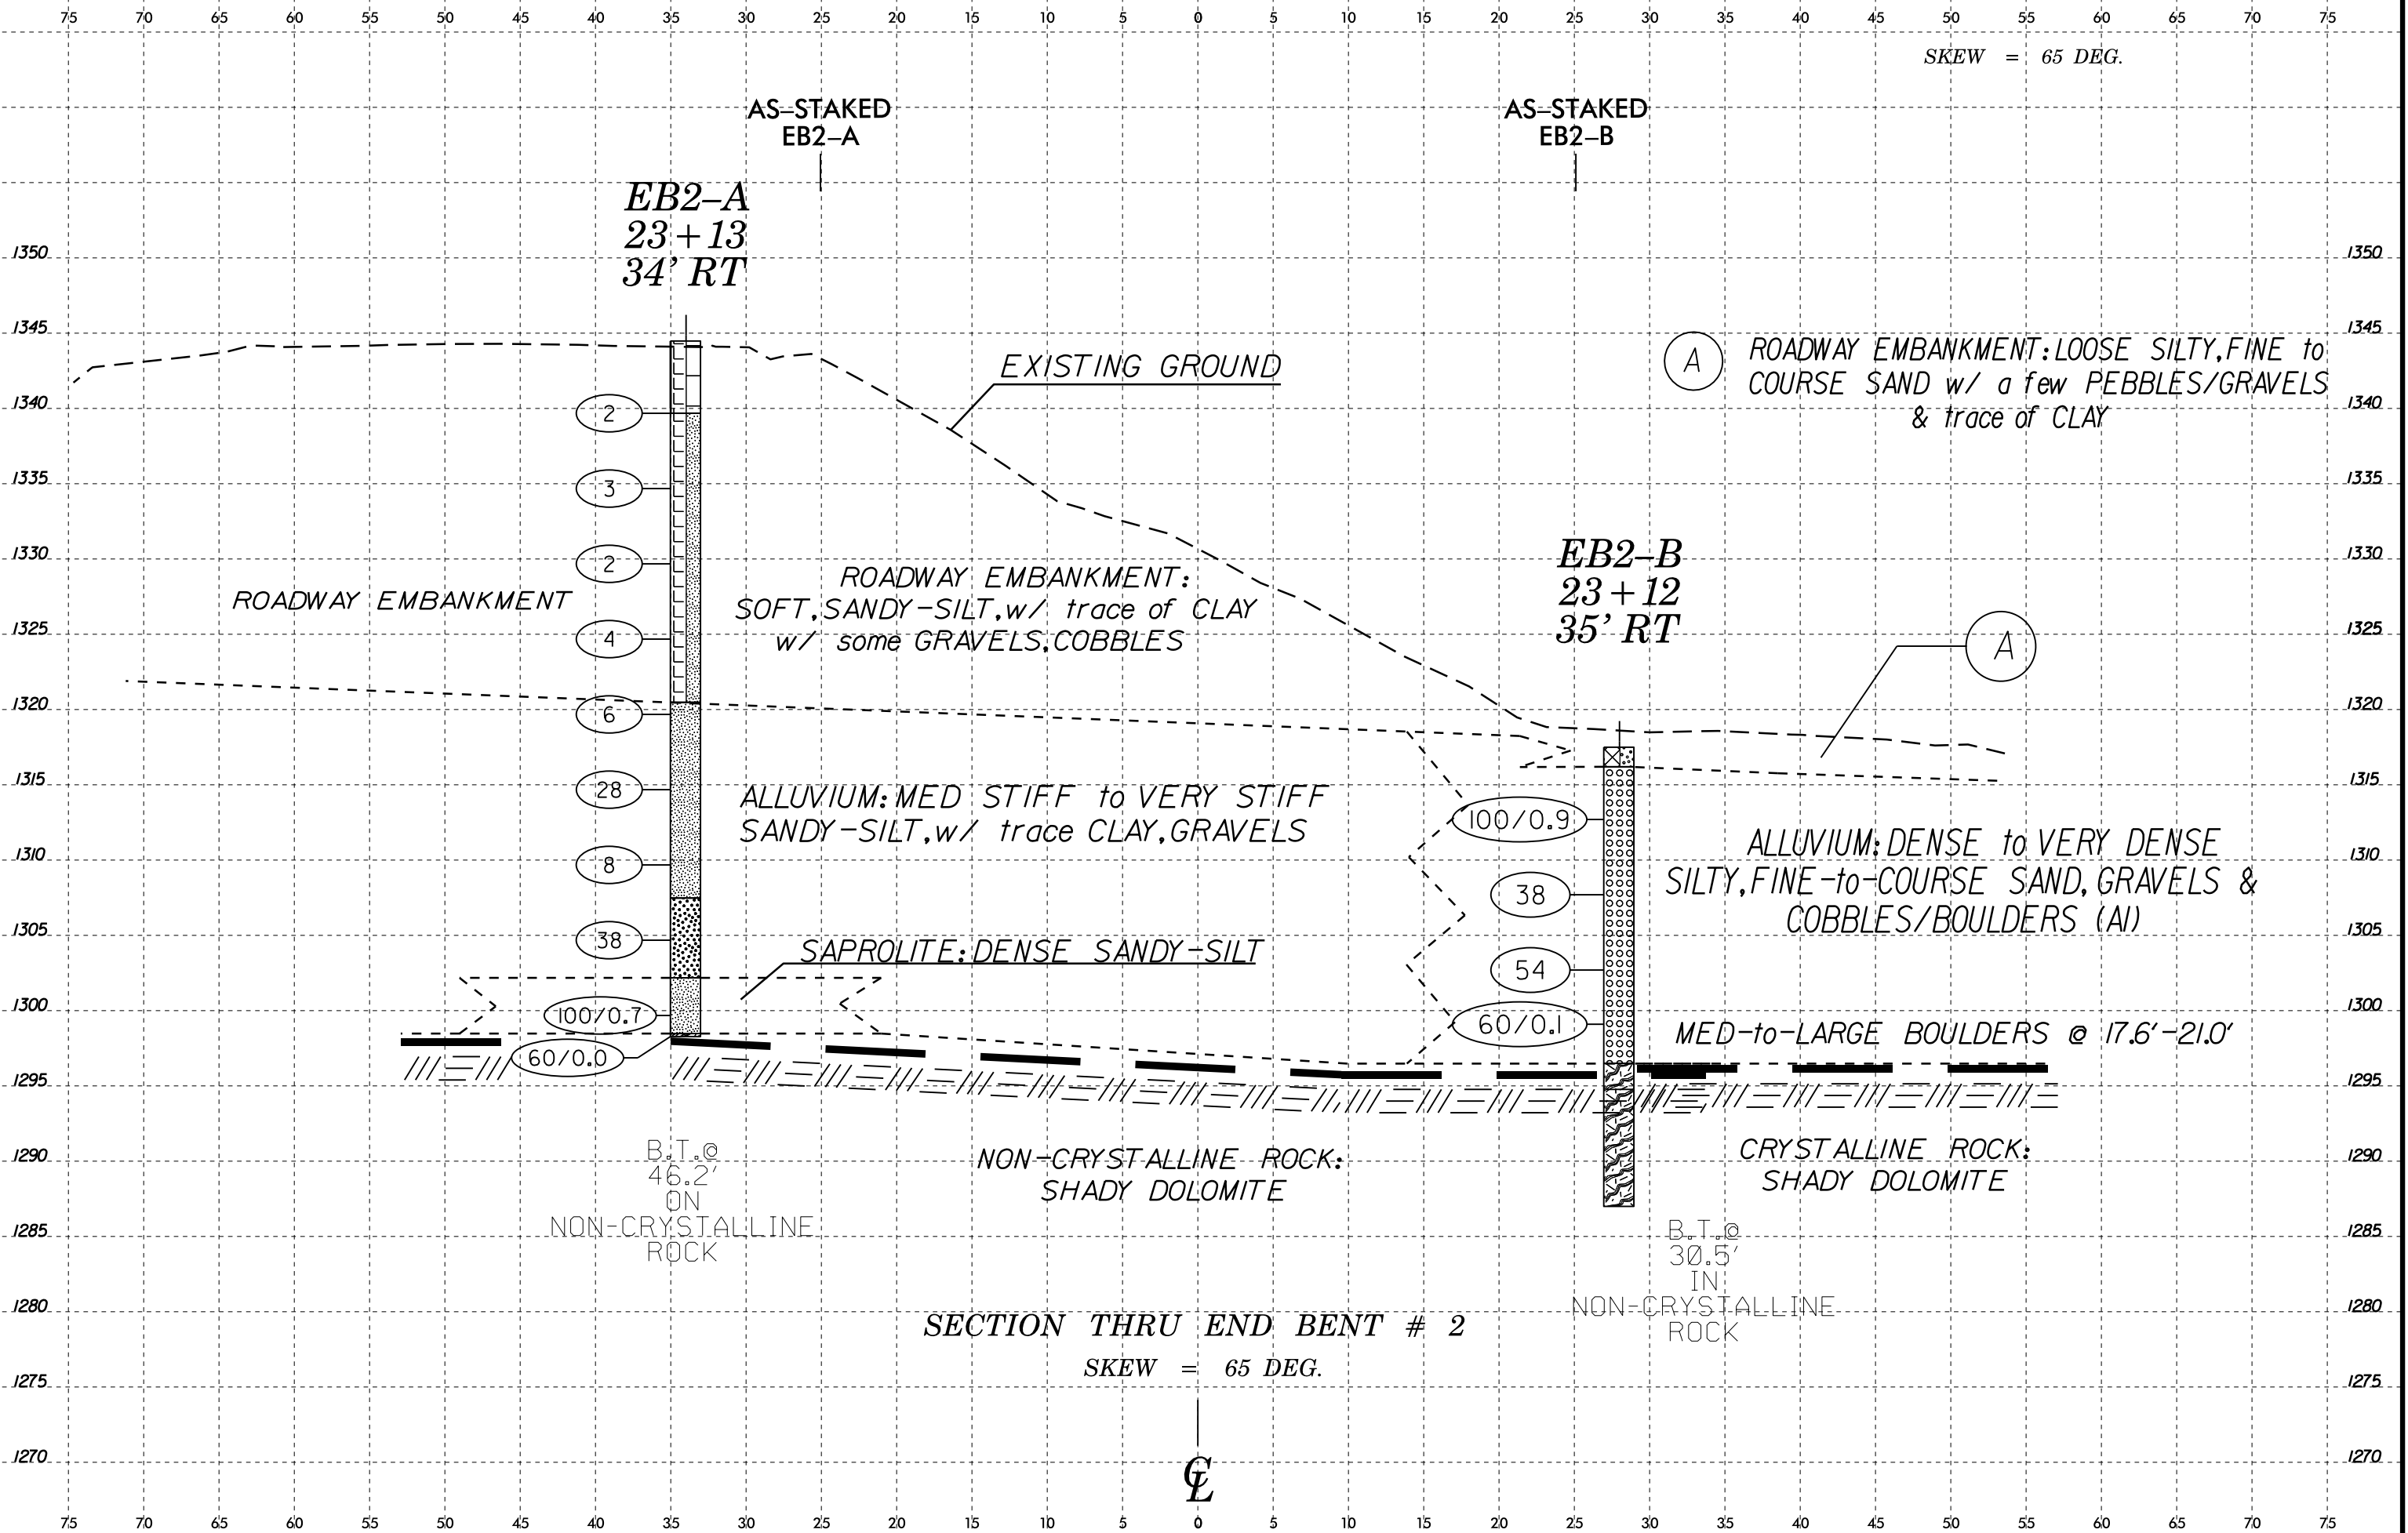 75 70 65 60 55 50 45 40 35 30 25 20 15 10 5 0 5 10 15 20 25 30 35 40 45 50 55 60 65 70 75
SKEW = 65 DEG.
AS-STAKED
EB2-A
AS-STAKED
EB2-B
EB2-A
23+13
34' RT
1350 1350
1345 1345
EXISTING GROUND
A
ROADWAY EMBANKMENT: LOOSE SILTY, FINE to
COURSE SAND w/ a few PEBBLES/GRAVELS
& trace of CLAY
1340 1340
2
1335 1335
3
EB2-B
23+12
35' RT
1330 1330
2
ROADWAY EMBANKMENT
ROADWAY EMBANKMENT:
SOFT, SANDY-SILT, w/ trace of CLAY
w/ some GRAVELS, COBBLES
1325 1325
4
A
1320 1320
6
1315 1315
28
ALLUVIUM: MED STIFF to VERY STIFF
SANDY-SILT, w/ trace CLAY, GRAVELS
100/0.9
ALLUVIUM: DENSE to VERY DENSE
SILTY, FINE-to-COURSE SAND, GRAVELS &
COBBLES/BOULDERS (Al)
1310 1310
8
38
1305 1305
38
SAPROLITE: DENSE SANDY-SILT
54
1300 1300
100/0.7
60/0.1
MED-to-LARGE BOULDERS @ 17.6'-21.0'
60/0.0
1295 1295
B.T.@
46.2'
ON
NON-CRYSTALLINE
ROCK
NON-CRYSTALLINE ROCK:
SHADY DOLOMITE
CRYSTALLINE ROCK:
SHADY DOLOMITE
1290 1290
1285 1285
B.T.@
30.5'
IN
NON-CRYSTALLINE
ROCK
1280 1280
SECTION THRU END BENT # 2
SKEW = 65 DEG.
1275 1275
1270 1270
℄
75 70 65 60 55 50 45 40 35 30 25 20 15 10 5 0 5 10 15 20 25 30 35 40 45 50 55 60 65 70 75